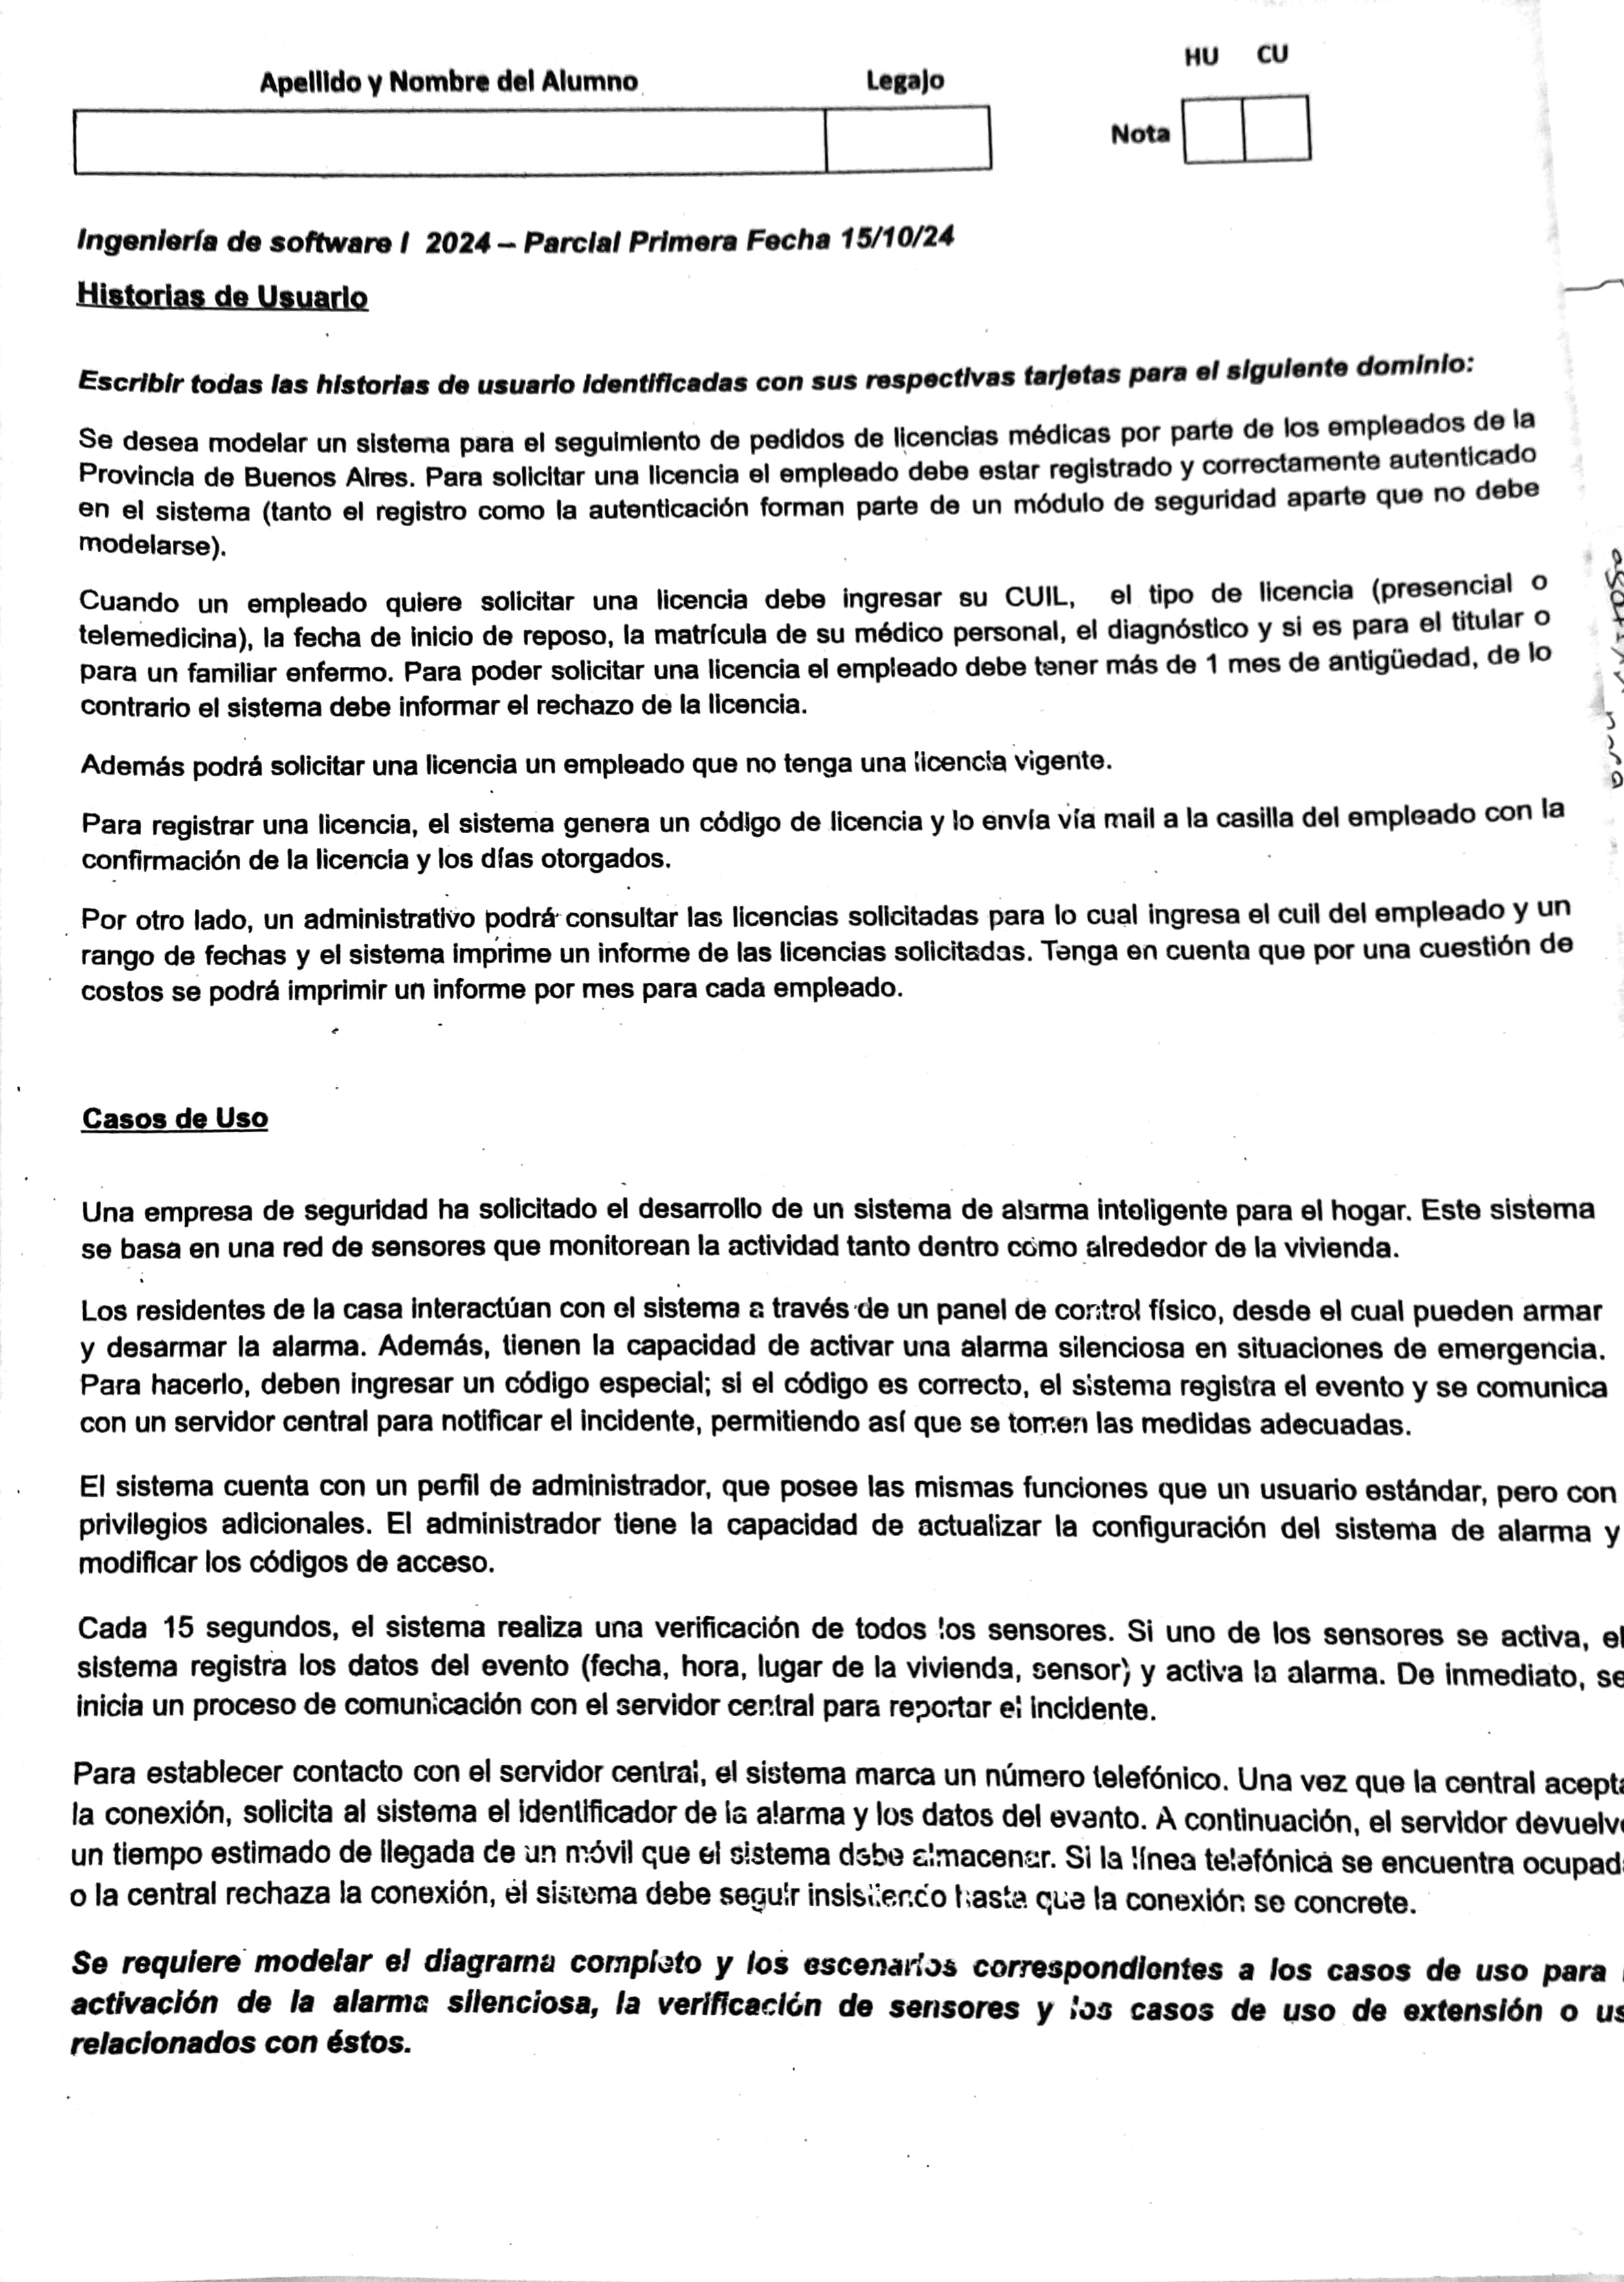 HU CU
Apellido y Nombre del Alumno Legajo
Nota
Ingeniería de software I 2024 – Parcial Primera Fecha 15/10/24
Historias de Usuario
Escribir todas las historias de usuario identificadas con sus respectivas tarjetas para el siguiente dominio:
Se desea modelar un sistema para el seguimiento de pedidos de licencias médicas por parte de los empleados de la
Provincia de Buenos Aires. Para solicitar una licencia el empleado debe estar registrado y correctamente autenticado
en el sistema (tanto el registro como la autenticación forman parte de un módulo de seguridad aparte que no debe
modelarse).
Cuando un empleado quiere solicitar una licencia debe ingresar su CUIL, el tipo de licencia (presencial o
telemedicina), la fecha de inicio de reposo, la matrícula de su médico personal, el diagnóstico y si es para el titular o
para un familiar enfermo. Para poder solicitar una licencia el empleado debe tener más de 1 mes de antigüedad, de lo
contrario el sistema debe informar el rechazo de la licencia.
Además podrá solicitar una licencia un empleado que no tenga una licencia vigente.
Para registrar una licencia, el sistema genera un código de licencia y lo envía vía mail a la casilla del empleado con la
confirmación de la licencia y los días otorgados.
Por otro lado, un administrativo podrá consultar las licencias solicitadas para lo cual ingresa el cuil del empleado y un
rango de fechas y el sistema imprime un informe de las licencias solicitadas. Tenga en cuenta que por una cuestión de
costos se podrá imprimir un informe por mes para cada empleado.
Casos de Uso
Una empresa de seguridad ha solicitado el desarrollo de un sistema de alarma inteligente para el hogar. Este sistema
se basa en una red de sensores que monitorean la actividad tanto dentro como alrededor de la vivienda.
Los residentes de la casa interactúan con el sistema a través de un panel de control físico, desde el cual pueden armar
y desarmar la alarma. Además, tienen la capacidad de activar una alarma silenciosa en situaciones de emergencia.
Para hacerlo, deben ingresar un código especial; si el código es correcto, el sistema registra el evento y se comunica
con un servidor central para notificar el incidente, permitiendo así que se tomen las medidas adecuadas.
El sistema cuenta con un perfil de administrador, que posee las mismas funciones que un usuario estándar, pero con
privilegios adicionales. El administrador tiene la capacidad de actualizar la configuración del sistema de alarma y
modificar los códigos de acceso.
Cada 15 segundos, el sistema realiza una verificación de todos los sensores. Si uno de los sensores se activa, el
sistema registra los datos del evento (fecha, hora, lugar de la vivienda, sensor) y activa la alarma. De inmediato, se
inicia un proceso de comunicación con el servidor central para reportar el incidente.
Para establecer contacto con el servidor central, el sistema marca un número telefónico. Una vez que la central acepta
la conexión, solicita al sistema el identificador de la alarma y los datos del evento. A continuación, el servidor devuelve
un tiempo estimado de llegada de un móvil que el sistema debe almacenar. Si la línea telefónica se encuentra ocupad
o la central rechaza la conexión, el sistema debe seguir insistiendo hasta que la conexión se concrete.
Se requiere modelar el diagrama completo y los escenarios correspondientes a los casos de uso para
activación de la alarma silenciosa, la verificación de sensores y los casos de uso de extensión o us
relacionados con éstos.